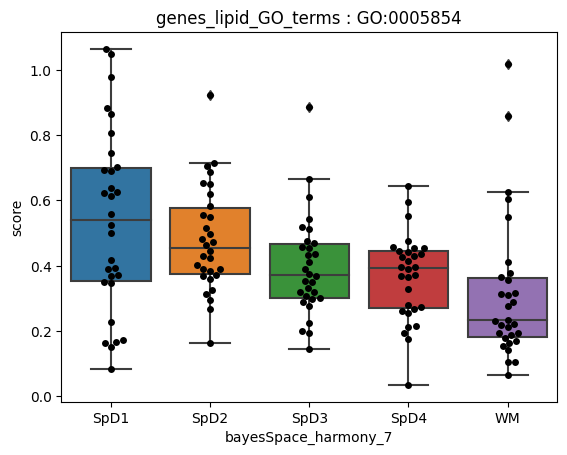 genes_lipid_GO_terms : GO:0005854
1.0
0.8
0.6
0.4
0.2
0.0
score
SpD1 SpD2 SpD3 SpD4 WM
bayesSpace_harmony_7